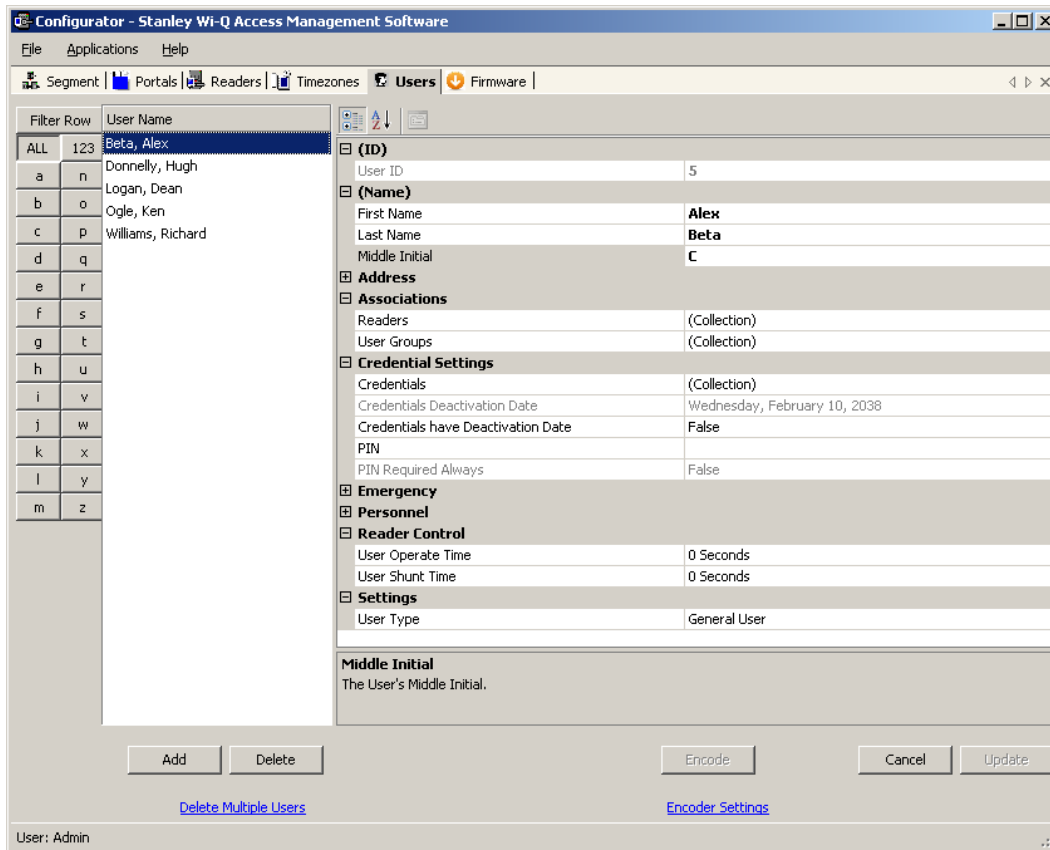 Configurator - Stanley Wi-Q Access Management Software
File Applications Help
Segment Portals Readers Timezones Users Firmware
Filter Row User Name
ALL 123 Beta, Alex
a n Donnelly, Hugh
b o Logan, Dean
c p Ogle, Ken
d q Williams, Richard
e r
f s
g t
h u
i v
j w
k x
l y
m z
(ID)
User ID 5
(Name)
First Name Alex
Last Name Beta
Middle Initial C
Address
Associations
Readers (Collection)
User Groups (Collection)
Credential Settings
Credentials (Collection)
Credentials Deactivation Date Wednesday, February 10, 2038
Credentials have Deactivation Date False
PIN
PIN Required Always False
Emergency
Personnel
Reader Control
User Operate Time 0 Seconds
User Shunt Time 0 Seconds
Settings
User Type General User
Middle Initial
The User's Middle Initial.
Add Delete Encode Cancel Update
Delete Multiple Users Encoder Settings
User: Admin